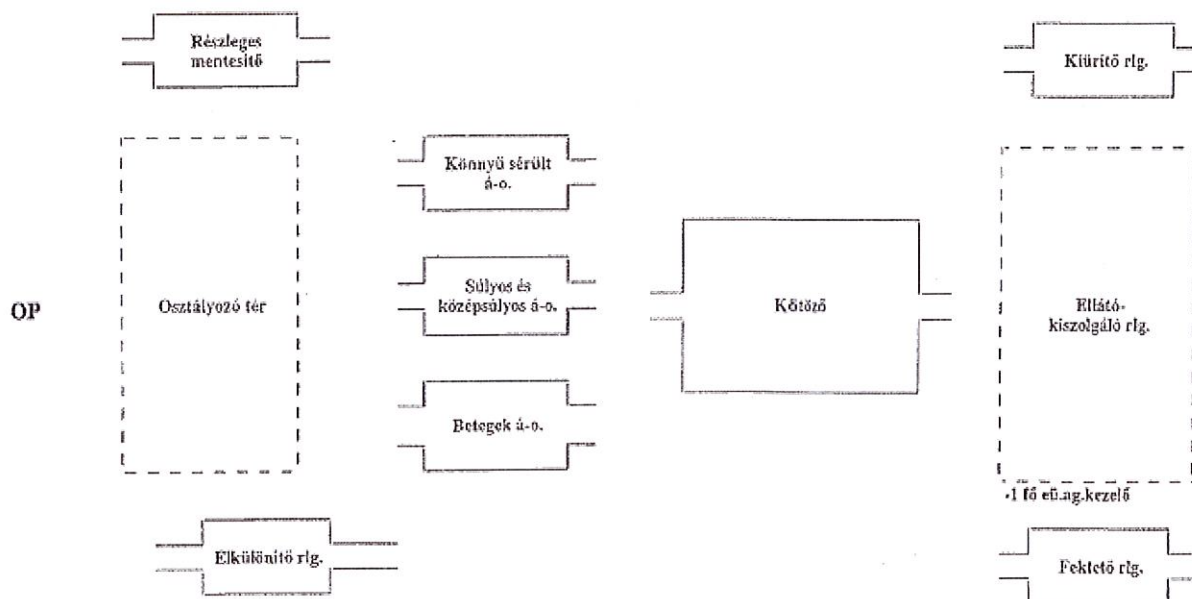 Részleges
mentesítő
Kiürítő rlg.
Könnyű sérült
á-o.
OP
Osztályozó tér
Súlyos és
középsúlyos á-o.
Kötöző
Ellátó-
kiszolgáló rlg.
Betegek á-o.
-1 fő eü.ag.kezelő
Elkülönítő rlg.
Fektető rlg.